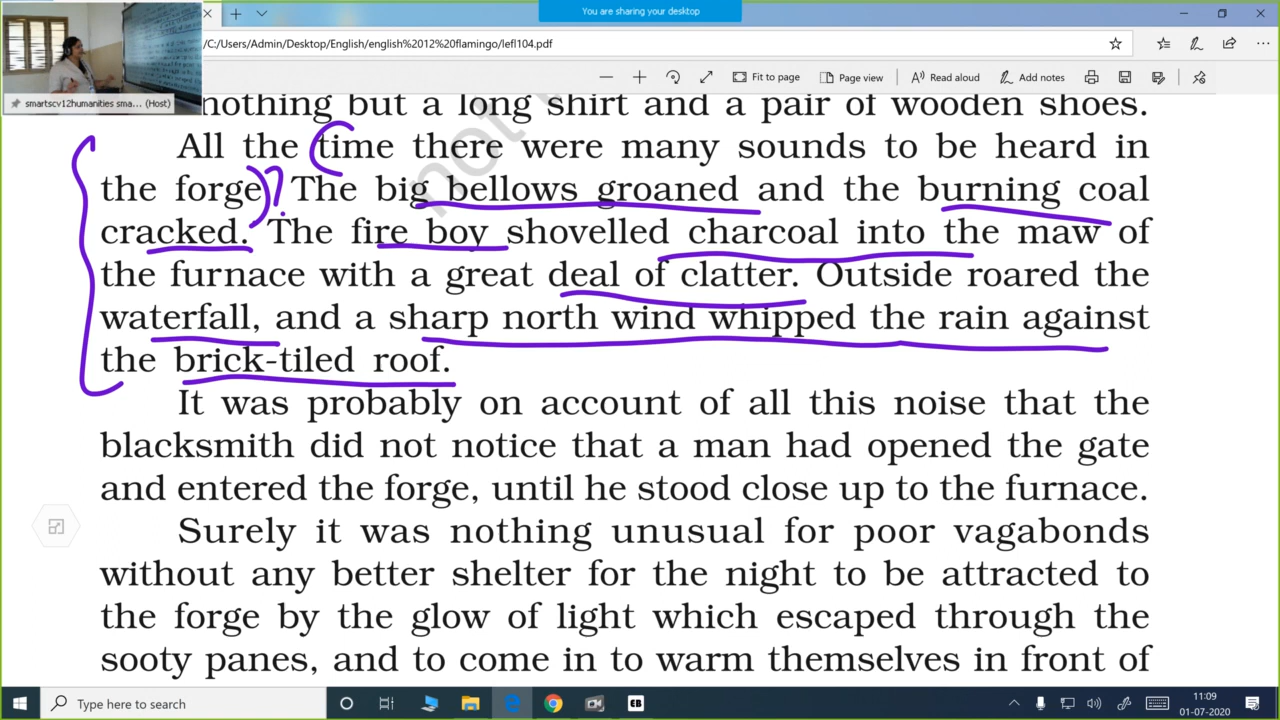 You are sharing your desktop
/C:/Users/Admin/Desktop/English/english%2012%20flamingo/lefl104.pdf
Fit to page
Page view
Read aloud
Add notes
smartscv12humanities sma... (Host)
nothing but a long shirt and a pair of wooden shoes.
not
All the time there were many sounds to be heard in
the forge? The big bellows groaned and the burning coal
cracked. The fire boy shovelled charcoal into the maw of
the furnace with a great deal of clatter. Outside roared the
waterfall, and a sharp north wind whipped the rain against
the brick-tiled roof.
It was probably on account of all this noise that the
blacksmith did not notice that a man had opened the gate
and entered the forge, until he stood close up to the furnace.
Surely it was nothing unusual for poor vagabonds
without any better shelter for the night to be attracted to
the forge by the glow of light which escaped through the
sooty panes, and to come in to warm themselves in front of
Type here to search
EB
11:09
01-07-2020